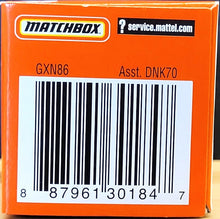 MATCHBOX
? service.mattel.com
GXN86 Asst. DNK70
8 87961 30184 7